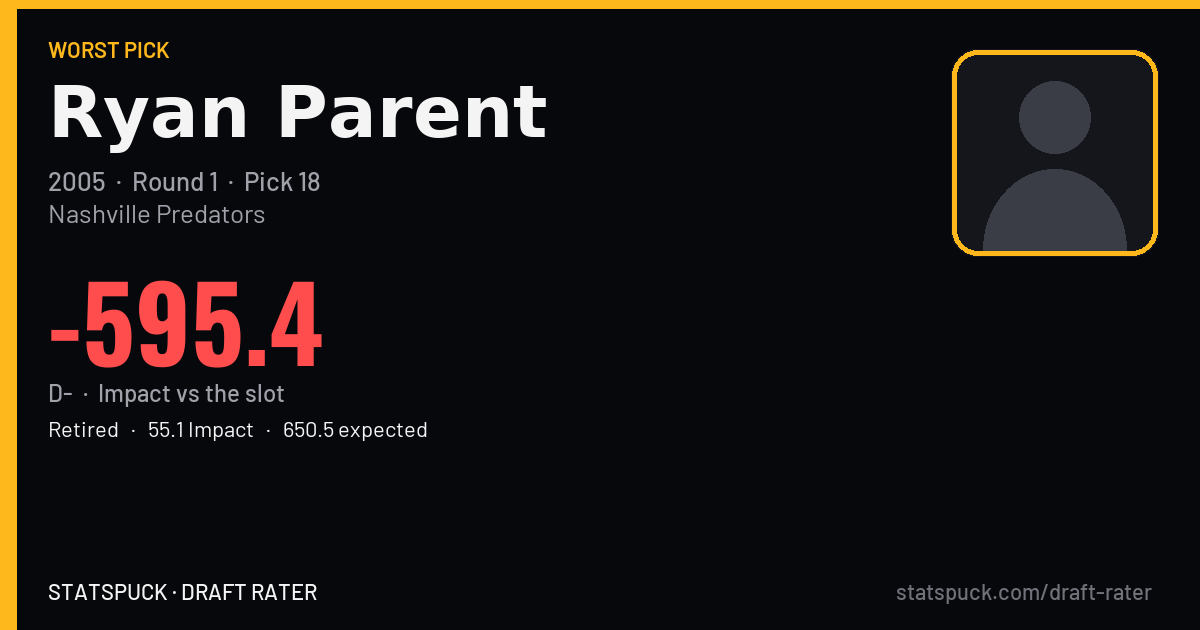 WORST PICK
Ryan Parent
2005 · Round 1 · Pick 18
Nashville Predators
-595.4
D- · Impact vs the slot
Retired · 55.1 Impact · 650.5 expected
STATSPUCK · DRAFT RATER
statspuck.com/draft-rater